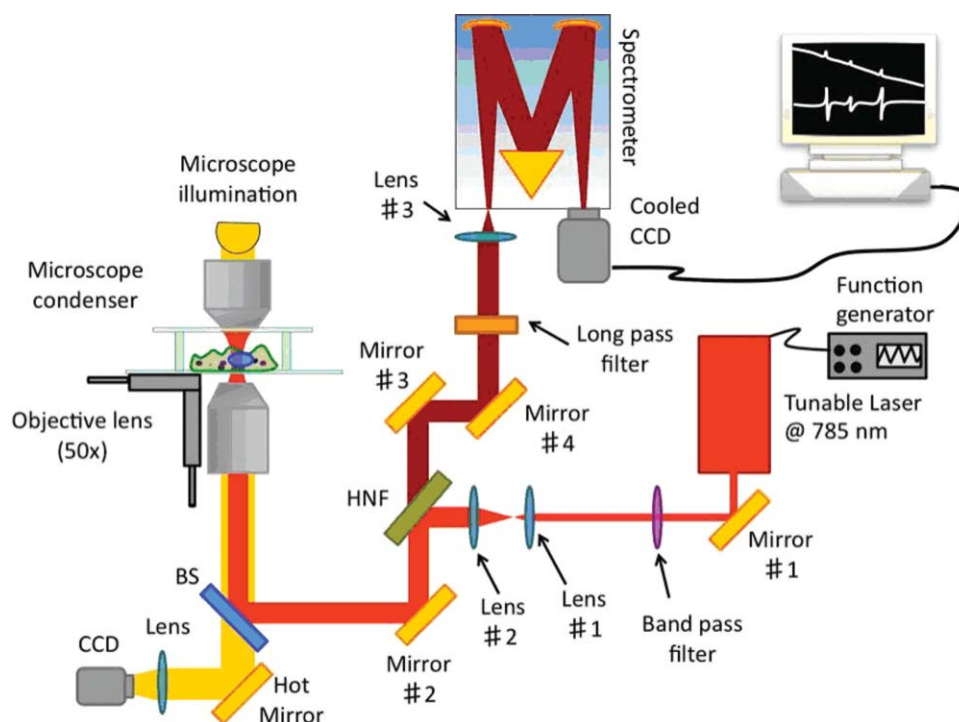 Spectrometer
Microscope
illumination
Lens
#3
Cooled
CCD
Microscope
condenser
Function
generator
Long pass
filter
Mirror
#3
Objective lens
(50x)
Mirror
#4
Tunable Laser
@ 785 nm
HNF
BS
Mirror
#1
Lens
#2
Lens
#1
Band pass
filter
CCD
Lens
Mirror
#2
Hot
Mirror